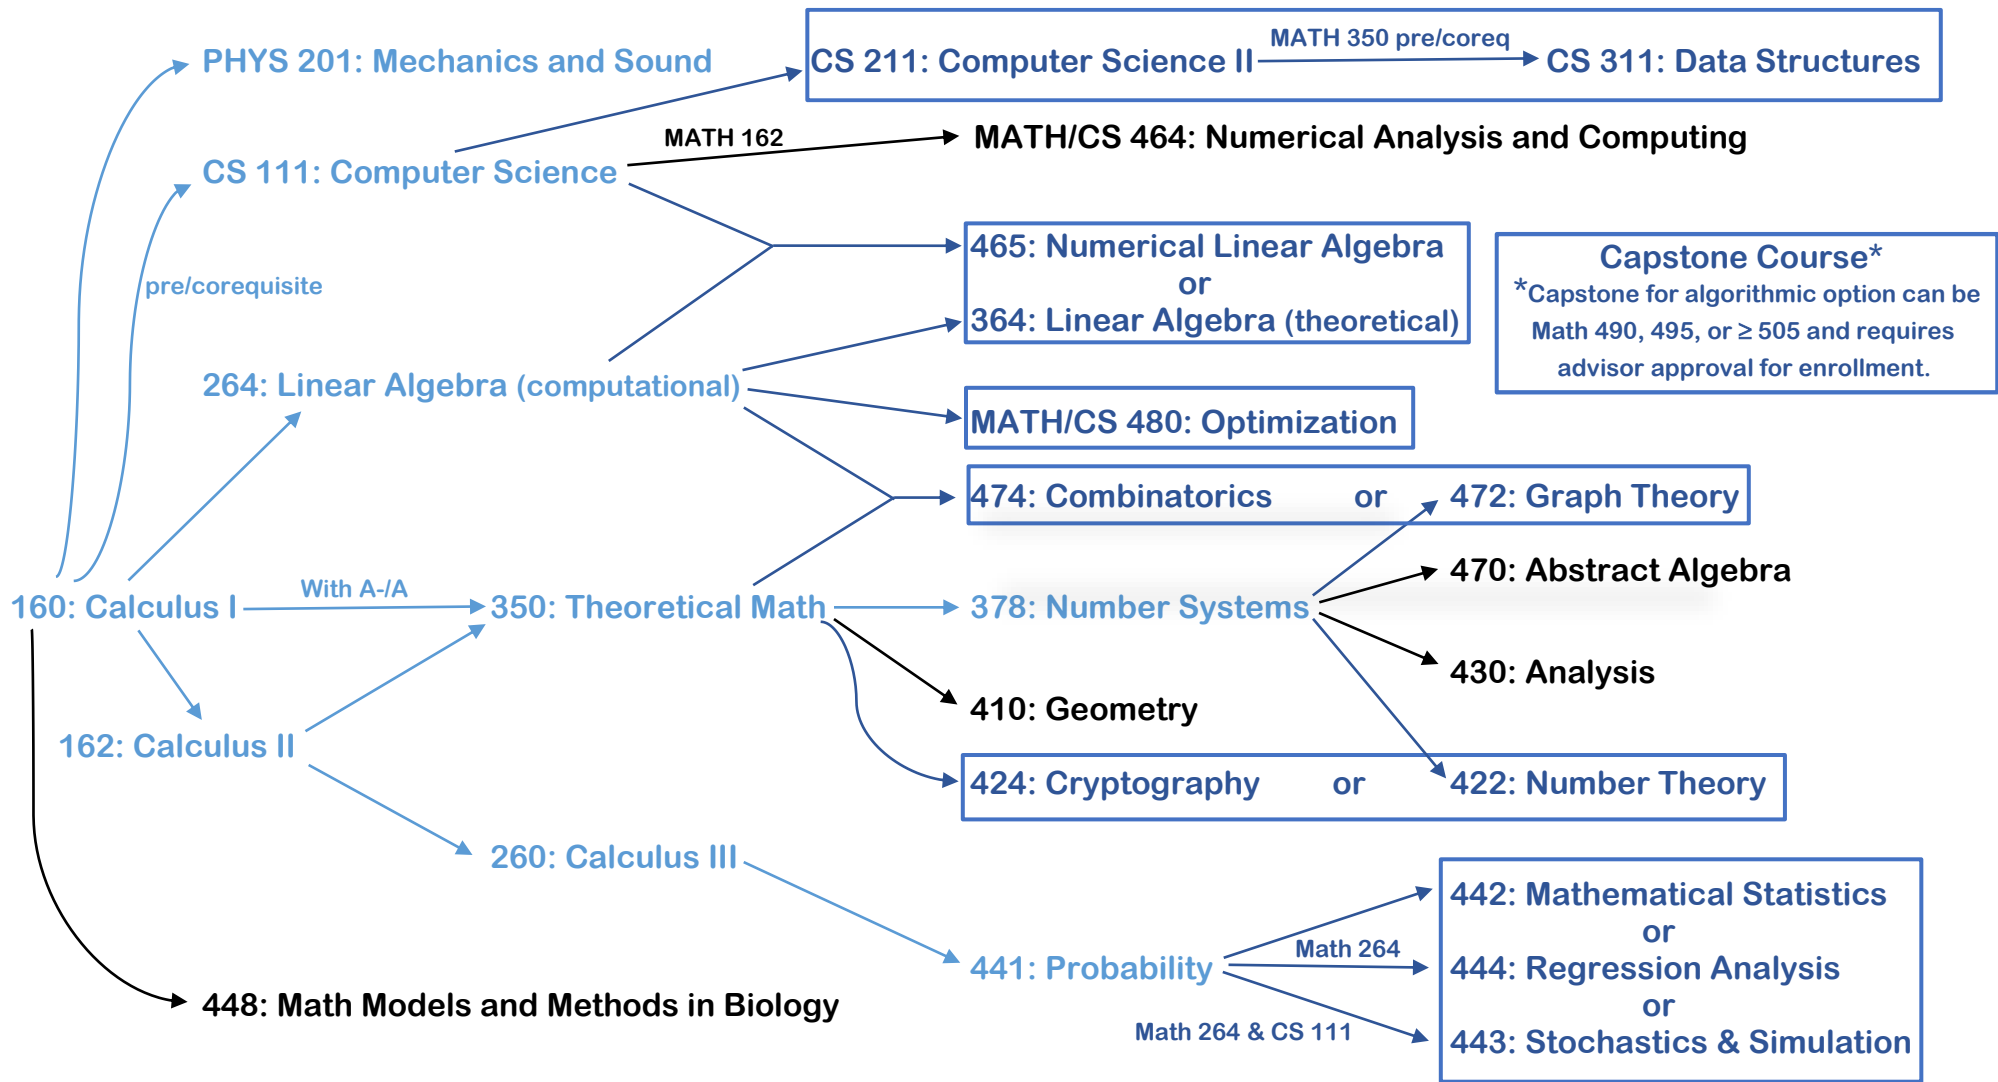 PHYS 201: Mechanics and Sound
CS 211: Computer Science II
MATH 350 pre/coreq
CS 311: Data Structures
MATH 162
MATH/CS 464: Numerical Analysis and Computing
CS 111: Computer Science
465: Numerical Linear Algebra
or
364: Linear Algebra (theoretical)
Capstone Course*
*Capstone for algorithmic option can be
Math 490, 495, or ≥ 505 and requires
advisor approval for enrollment.
pre/corequisite
264: Linear Algebra (computational)
MATH/CS 480: Optimization
474: Combinatorics or 472: Graph Theory
470: Abstract Algebra
160: Calculus I
With A-/A
350: Theoretical Math
378: Number Systems
430: Analysis
410: Geometry
162: Calculus II
424: Cryptography or 422: Number Theory
260: Calculus III
442: Mathematical Statistics
or
Math 264
441: Probability
444: Regression Analysis
or
448: Math Models and Methods in Biology
Math 264 & CS 111
443: Stochastics & Simulation